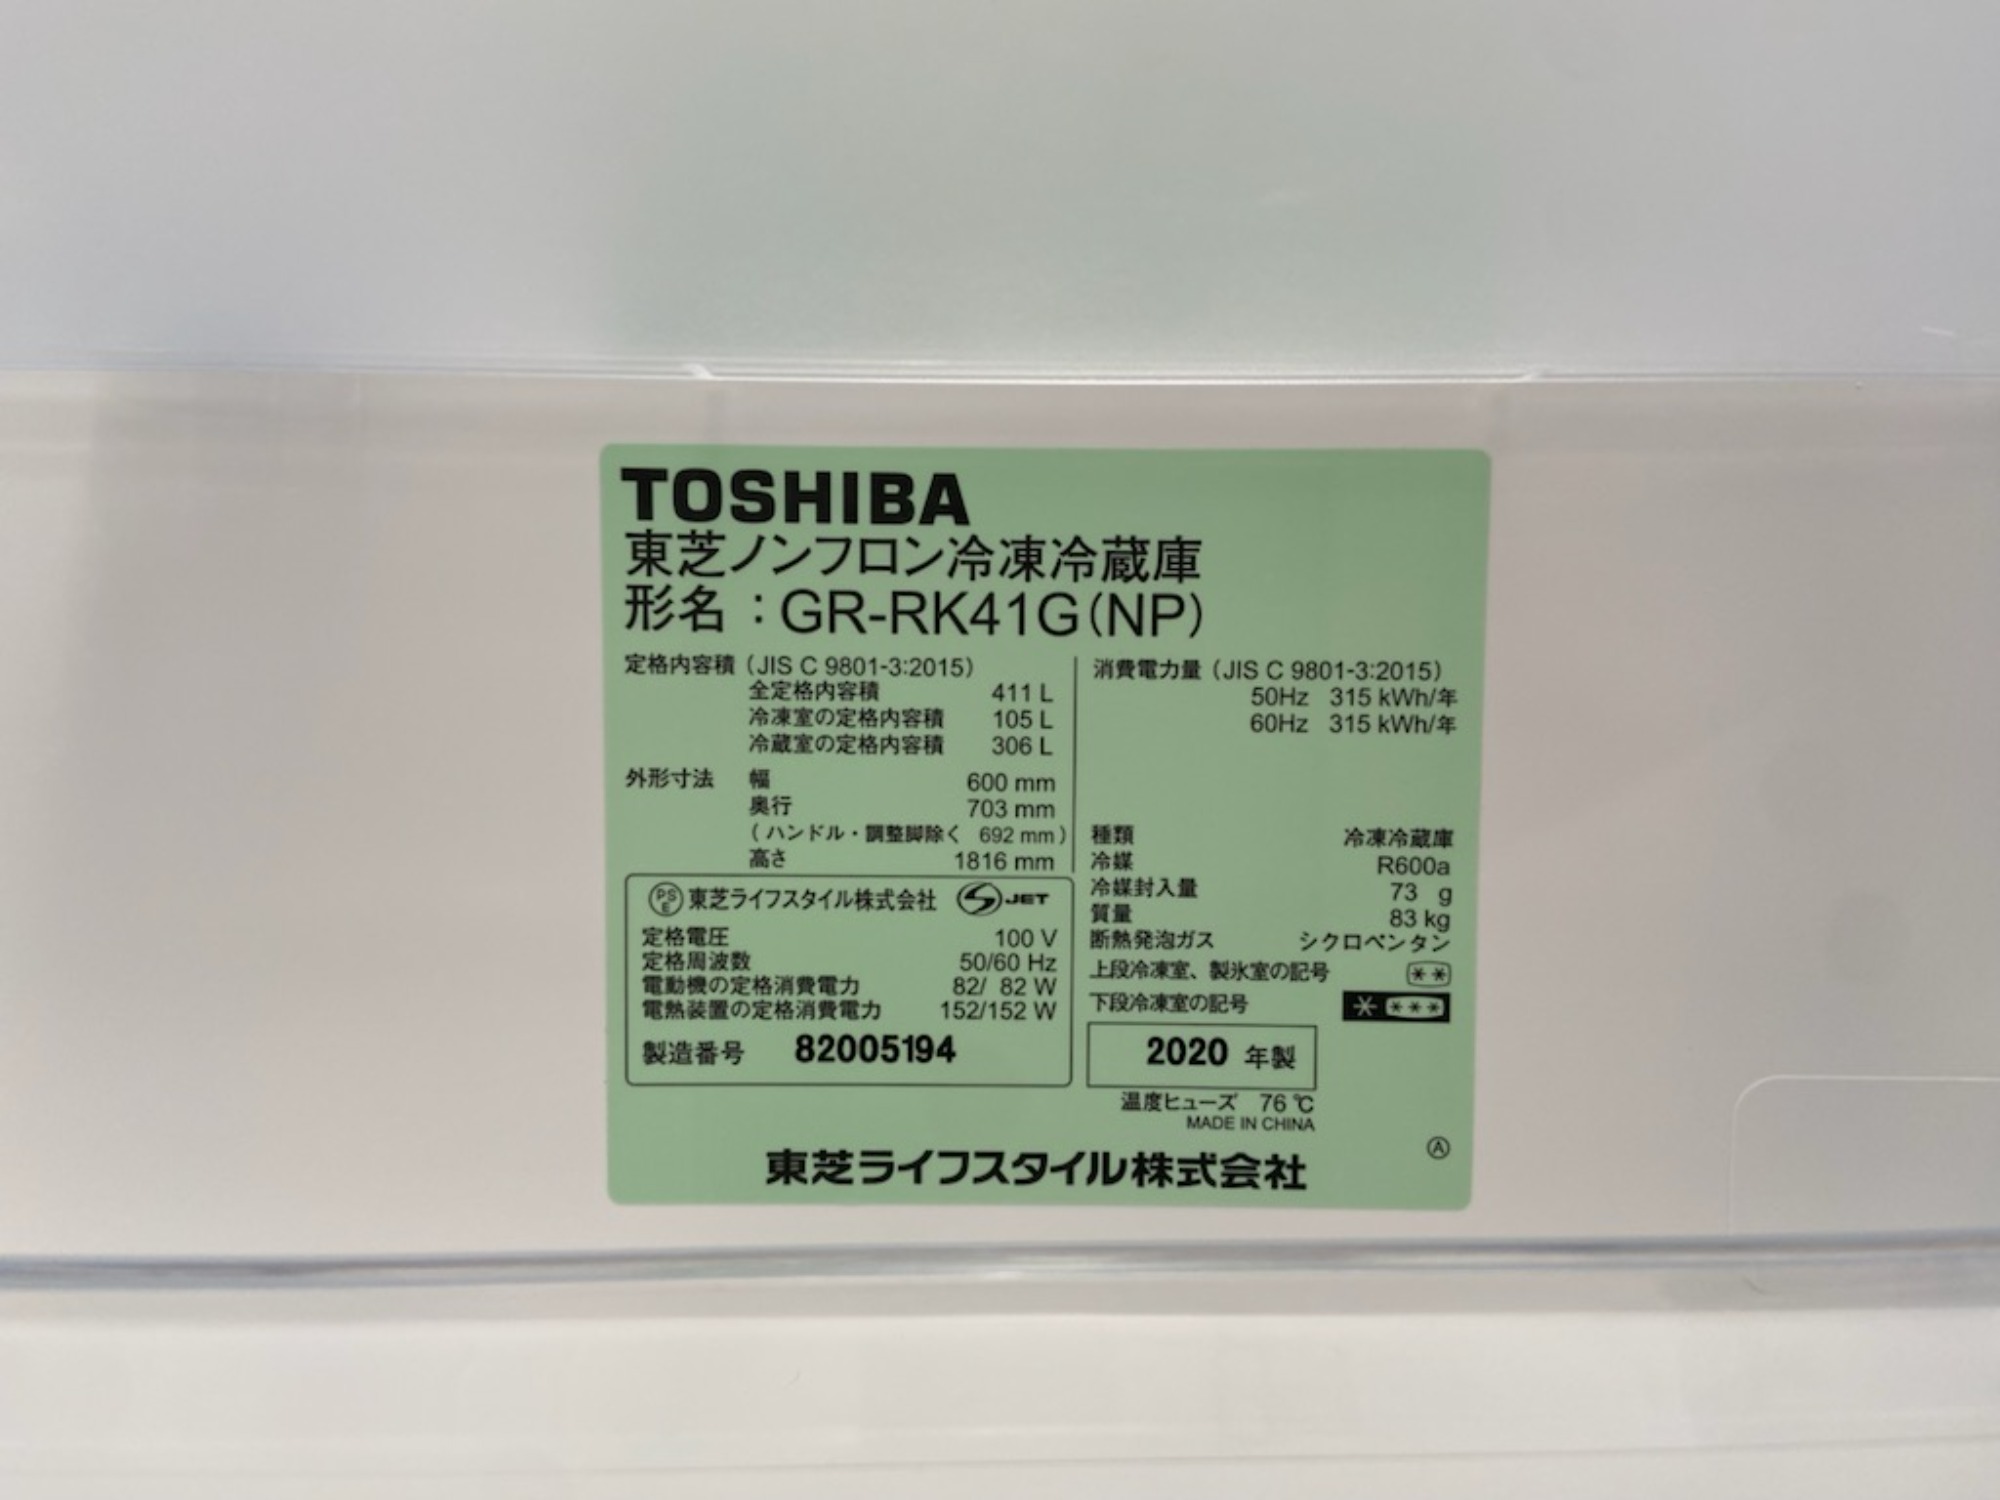 TOSHIBA
東芝ノンフロン冷凍冷蔵庫
形名：GR-RK41G(NP)
定格内容積（JIS C 9801-3:2015）
全定格内容積 411 L
冷凍室の定格内容積 105 L
冷蔵室の定格内容積 306 L
外形寸法 幅 600 mm
奥行 703 mm
（ハンドル・調整脚除く 692 mm）
高さ 1816 mm
PSE 東芝ライフスタイル株式会社 S JET
定格電圧 100 V
定格周波数 50/60 Hz
電動機の定格消費電力 82/ 82 W
電熱装置の定格消費電力 152/152 W
製造番号 82005194
消費電力量（JIS C 9801-3:2015）
50Hz 315 kWh/年
60Hz 315 kWh/年
種類 冷凍冷蔵庫
冷媒 R600a
冷媒封入量 73 g
質量 83 kg
断熱発泡ガス シクロペンタン
上段冷凍室、製氷室の記号 **
下段冷凍室の記号 * ***
2020 年製
温度ヒューズ 76 ℃
MADE IN CHINA
Ⓐ
東芝ライフスタイル株式会社